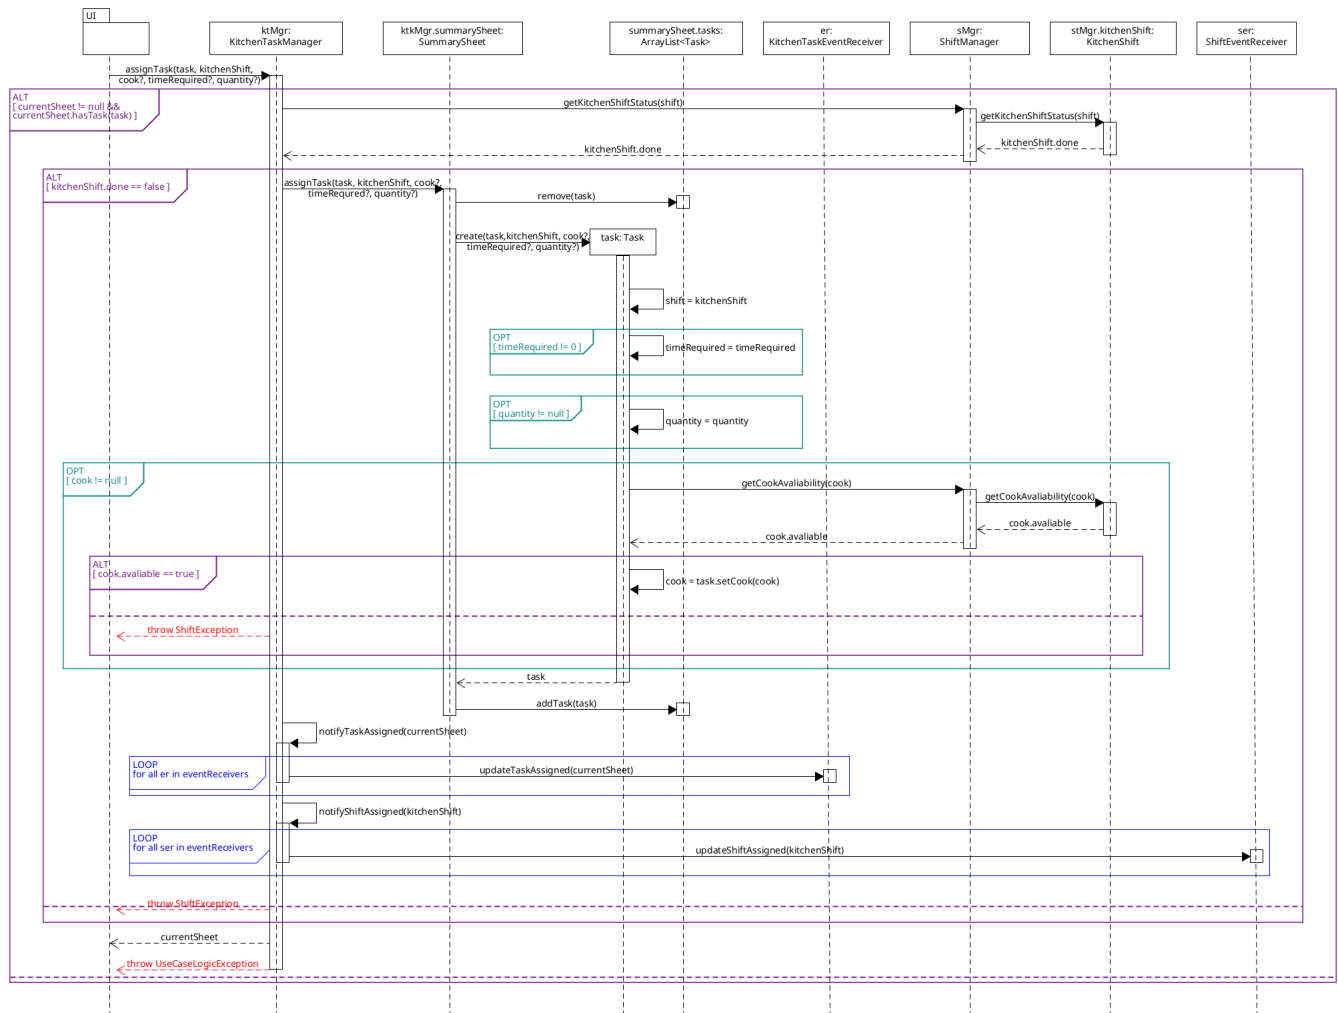 UI
ktMgr:
KitchenTaskManager
ktkMgr.summarySheet:
SummarySheet
summarySheet.tasks:
ArrayList<Task>
er:
KitchenTaskEventReceiver
sMgr:
ShiftManager
stMgr.kitchenShift:
KitchenShift
ser:
ShiftEventReceiver
assignTask(task, kitchenShift,
cook?, timeRequired?, quantity?)
ALT
[ currentSheet != null &&
currentSheet.hasTask(task) ]
getKitchenShiftStatus(shift)
getKitchenShiftStatus(shift)
kitchenShift.done
kitchenShift.done
ALT
[ kitchenShift.done == false ]
assignTask(task, kitchenShift, cook?,
timeRequred?, quantity?)
remove(task)
create(task,kitchenShift, cook?,
timeRequired?, quantity?)
task: Task
shift = kitchenShift
OPT
[ timeRequired != 0 ]
timeRequired = timeRequired
OPT
[ quantity != null ]
quantity = quantity
OPT
[ cook != null ]
getCookAvaliability(cook)
getCookAvaliability(cook)
cook.avaliable
cook.avaliable
ALT
[ cook.avaliable == true ]
cook = task.setCook(cook)
throw ShiftException
task
addTask(task)
notifyTaskAssigned(currentSheet)
LOOP
for all er in eventReceivers
updateTaskAssigned(currentSheet)
notifyShiftAssigned(kitchenShift)
LOOP
for all ser in eventReceivers
updateShiftAssigned(kitchenShift)
throw ShiftException
currentSheet
throw UseCaseLogicException